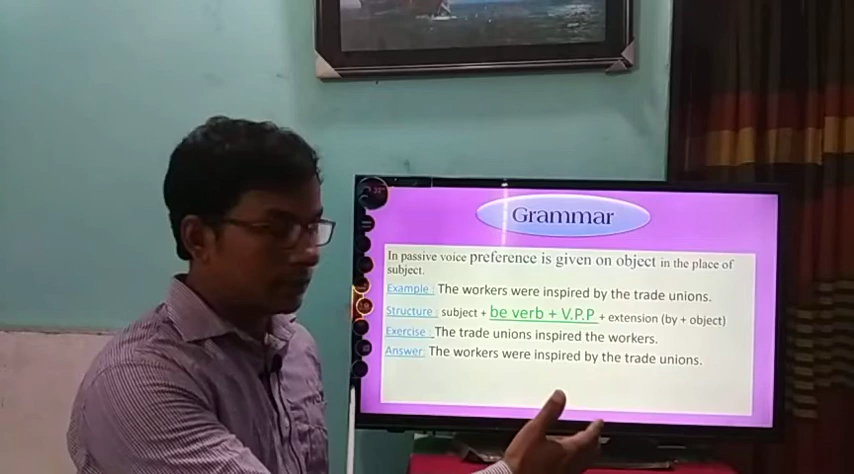 Grammar
In passive voice preference is given on object in the place of
subject.
Example : The workers were inspired by the trade unions.
Structure : subject + be verb + V.P.P + extension (by + object)
Exercise : The trade unions inspired the workers.
Answer: The workers were inspired by the trade unions.